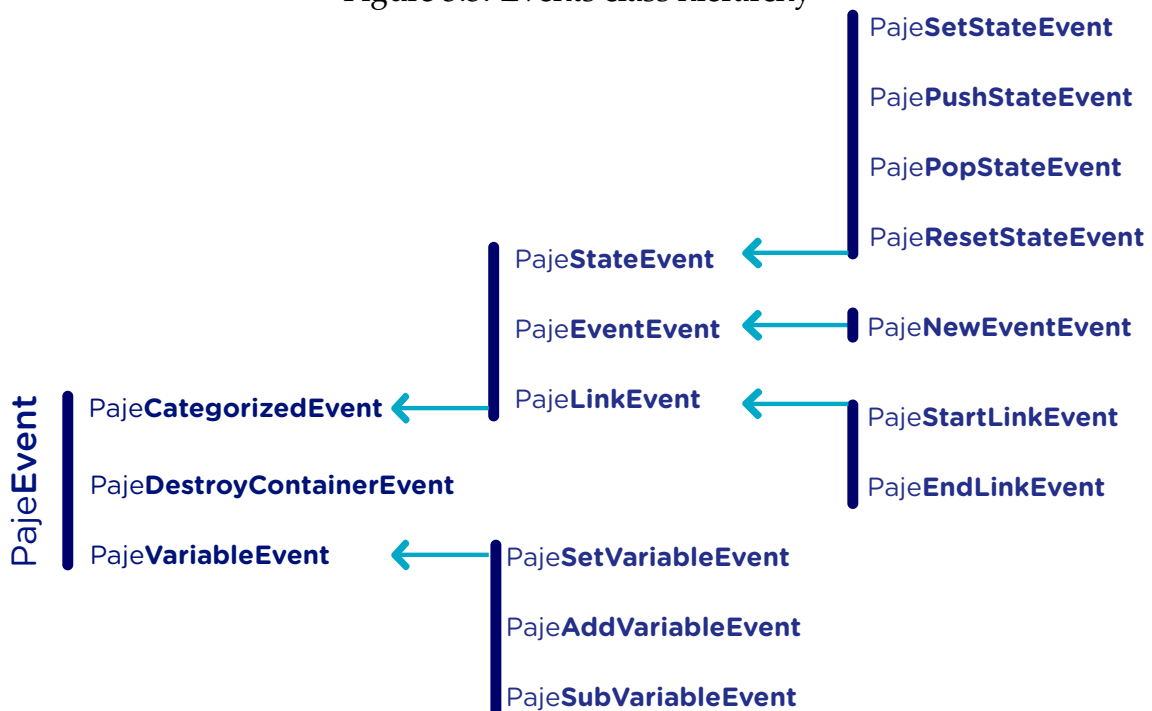 PajeSetStateEvent
PajePushStateEvent
PajePopStateEvent
PajeResetStateEvent
PajeStateEvent
PajeEventEvent
PajeNewEventEvent
PajeLinkEvent
PajeStartLinkEvent
PajeEndLinkEvent
PajeEvent
PajeCategorizedEvent
PajeDestroyContainerEvent
PajeVariableEvent
PajeSetVariableEvent
PajeAddVariableEvent
PajeSubVariableEvent